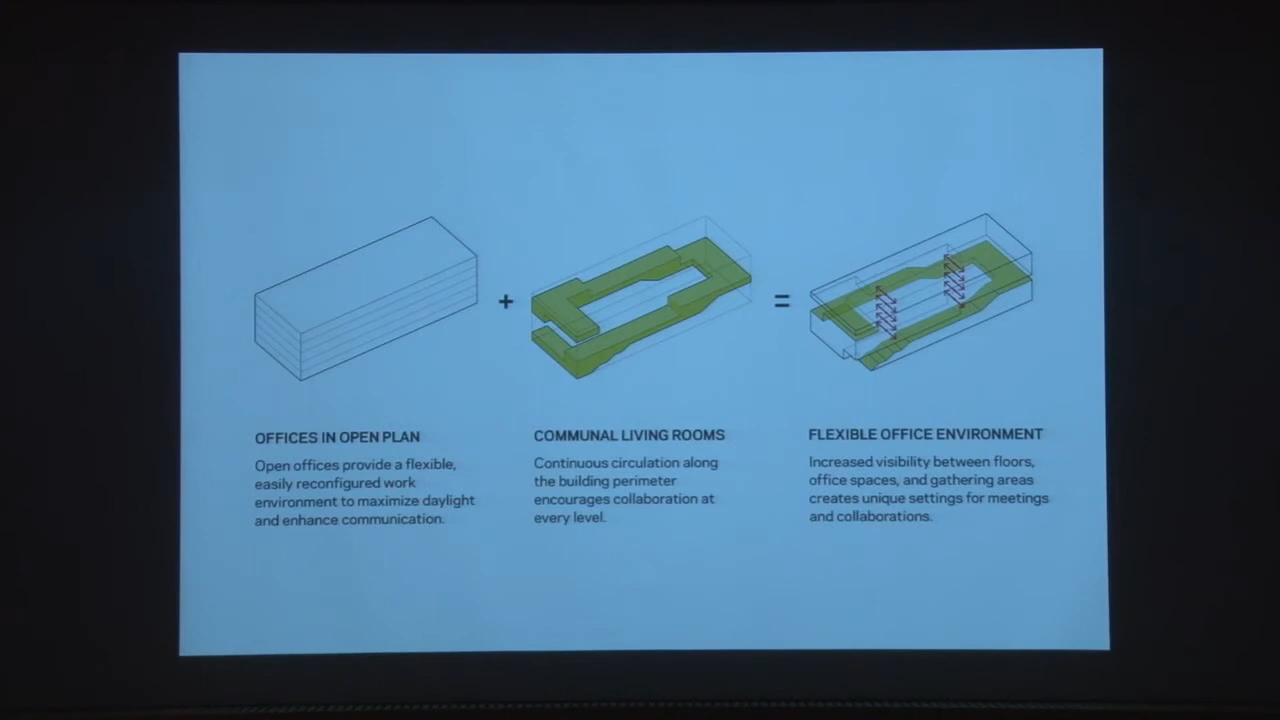 +
=
OFFICES IN OPEN PLAN
Open offices provide a flexible,
easily reconfigured work
environment to maximize daylight
and enhance communication.
COMMUNAL LIVING ROOMS
Continuous circulation along
the building perimeter
encourages collaboration at
every level.
FLEXIBLE OFFICE ENVIRONMENT
Increased visibility between floors,
office spaces, and gathering areas
creates unique settings for meetings
and collaborations.